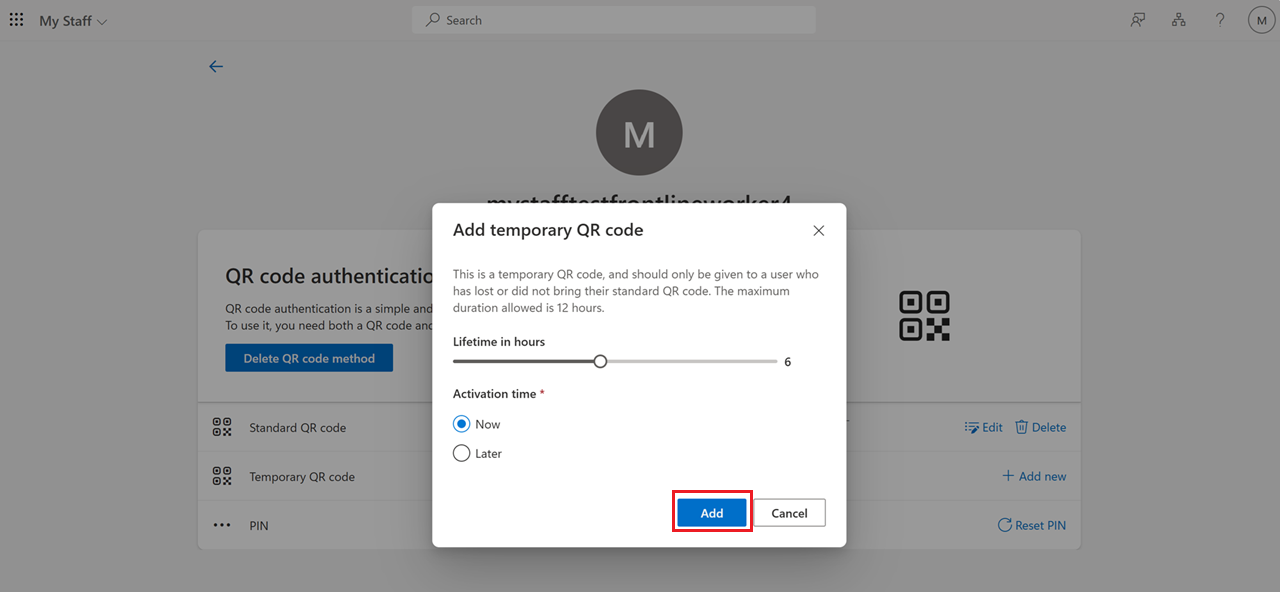 My Staff
Search
M
M
mystafftestfrontlineworker4
Add temporary QR code
This is a temporary QR code, and should only be given to a user who
has lost or did not bring their standard QR code. The maximum
duration allowed is 12 hours.
Lifetime in hours
6
Activation time *
Now
Later
Add
Cancel
QR code authenticatio
QR code authentication is a simple and
To use it, you need both a QR code and
Delete QR code method
Standard QR code
Edit
Delete
Temporary QR code
Add new
PIN
Reset PIN